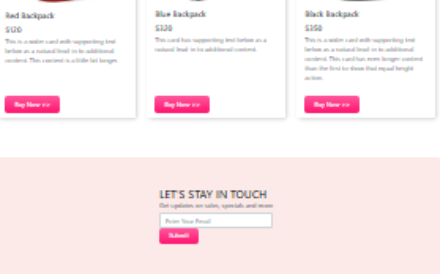 Red Backpack
$120
This is a wider card with supporting text
below as a natural lead-in to additional
content. This content is a little bit longer.
Buy Now >>
Blue Backpack
$320
This card has supporting text below as a
natural lead-in to additional content.
Buy Now >>
Black Backpack
$350
This is a wider card with supporting text
below as a natural lead-in to additional
content. This card has even longer content
than the first to show that equal height
action.
Buy Now >>
LET'S STAY IN TOUCH
Get updates on sales, specials and more
Enter Your Email
Submit